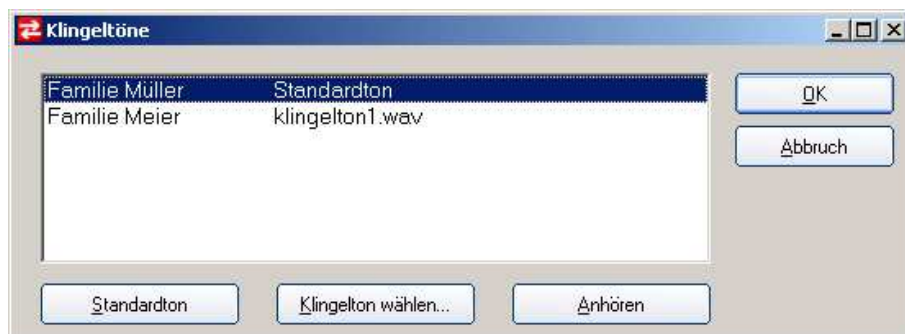 Klingeltöne
Familie Müller Standardton
Familie Meier klingelton1.wav
OK
Abbruch
Standardton Klingelton wählen... Anhören